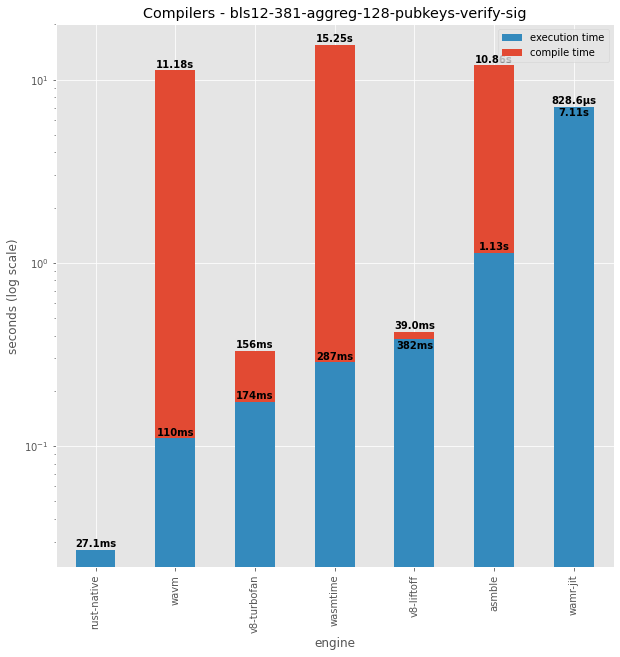 Compilers - bls12-381-aggreg-128-pubkeys-verify-sig
execution time
compile time
seconds (log scale)
10¹
10⁰
10⁻¹
27.1ms
11.18s
110ms
156ms
174ms
15.25s
287ms
39.0ms
382ms
10.86s
1.13s
828.6μs
7.11s
rust-native
wavm
v8-turbofan
wasmtime
v8-liftoff
asmble
wamr-jit
engine